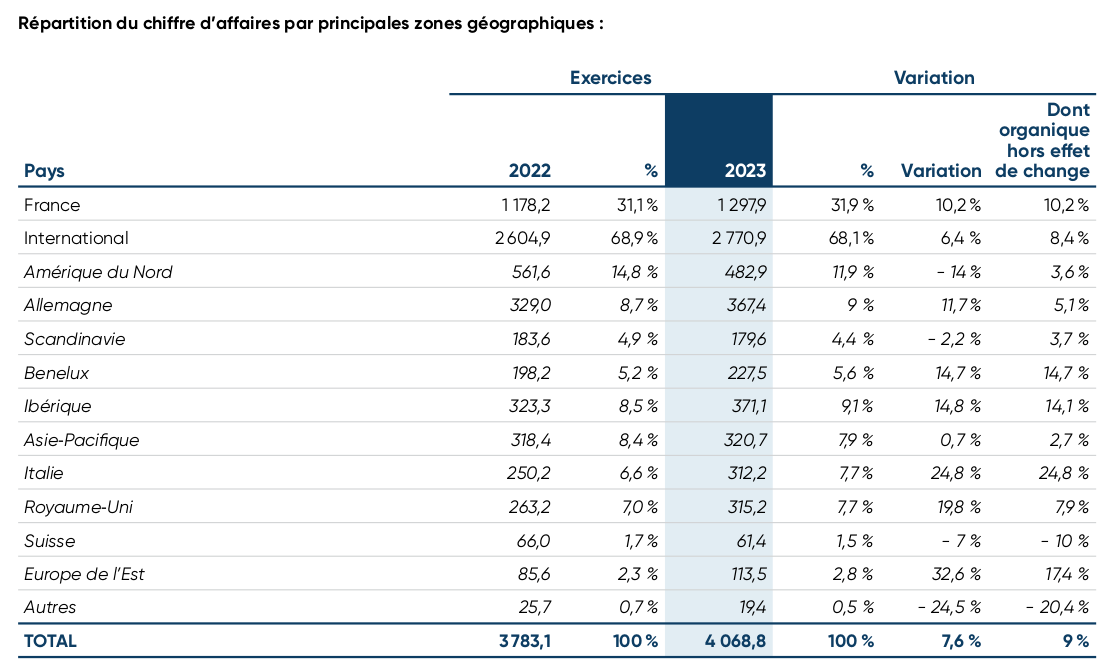 Répartition du chiffre d’affaires par principales zones géographiques :
Exercices Variation
Dont
organique
hors effet
Pays 2022 % 2023 % Variation de change
France 1 178,2 31,1 % 1 297,9 31,9 % 10,2 % 10,2 %
International 2 604,9 68,9 % 2 770,9 68,1 % 6,4 % 8,4 %
Amérique du Nord 561,6 14,8 % 482,9 11,9 % - 14 % 3,6 %
Allemagne 329,0 8,7 % 367,4 9 % 11,7 % 5,1 %
Scandinavie 183,6 4,9 % 179,6 4,4 % - 2,2 % 3,7 %
Benelux 198,2 5,2 % 227,5 5,6 % 14,7 % 14,7 %
Ibérique 323,3 8,5 % 371,1 9,1 % 14,8 % 14,1 %
Asie-Pacifique 318,4 8,4 % 320,7 7,9 % 0,7 % 2,7 %
Italie 250,2 6,6 % 312,2 7,7 % 24,8 % 24,8 %
Royaume-Uni 263,2 7,0 % 315,2 7,7 % 19,8 % 7,9 %
Suisse 66,0 1,7 % 61,4 1,5 % - 7 % - 10 %
Europe de l’Est 85,6 2,3 % 113,5 2,8 % 32,6 % 17,4 %
Autres 25,7 0,7 % 19,4 0,5 % - 24,5 % - 20,4 %
TOTAL 3 783,1 100 % 4 068,8 100 % 7,6 % 9 %